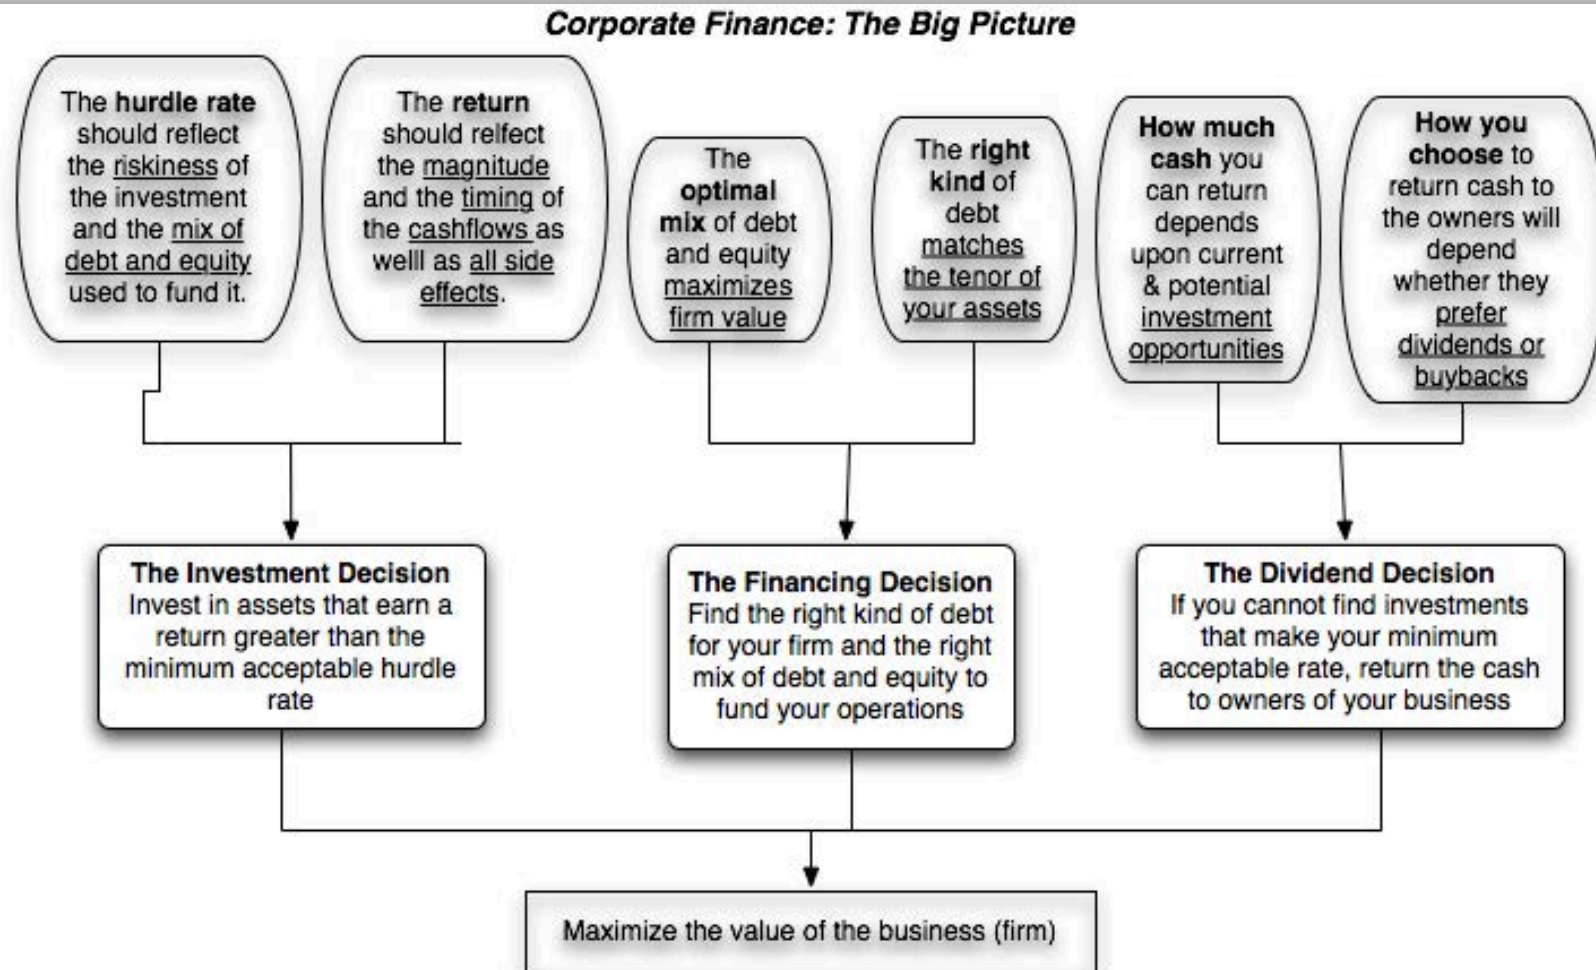 Corporate Finance: The Big Picture
The hurdle rate
should reflect
the riskiness of
the investment
and the mix of
debt and equity
used to fund it.
The return
should relfect
the magnitude
and the timing of
the cashflows as
welll as all side
effects.
The
optimal
mix of debt
and equity
maximizes
firm value
The right
kind of
debt
matches
the tenor of
your assets
How much
cash you
can return
depends
upon current
& potential
investment
opportunities
How you
choose to
return cash to
the owners will
depend
whether they
prefer
dividends or
buybacks
The Investment Decision
Invest in assets that earn a
return greater than the
minimum acceptable hurdle
rate
The Financing Decision
Find the right kind of debt
for your firm and the right
mix of debt and equity to
fund your operations
The Dividend Decision
If you cannot find investments
that make your minimum
acceptable rate, return the cash
to owners of your business
Maximize the value of the business (firm)